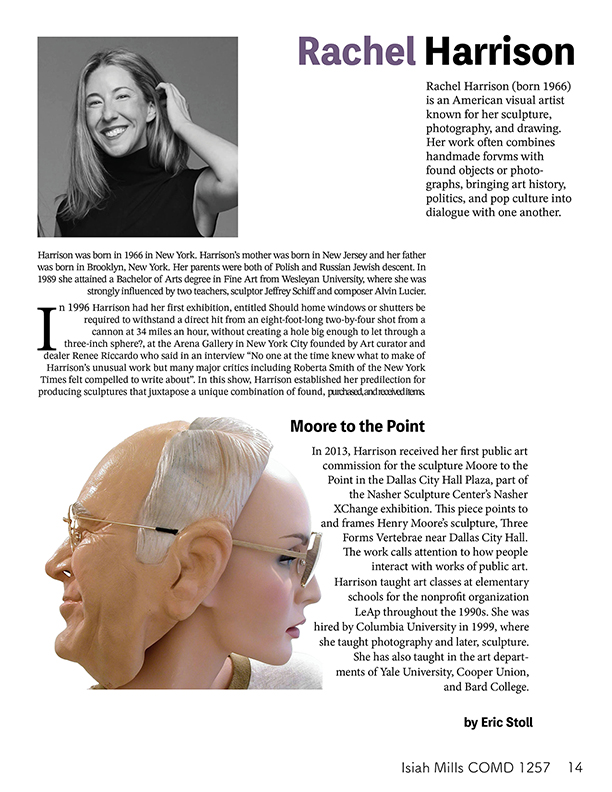 Rachel Harrison
Rachel Harrison (born 1966)
is an American visual artist
known for her sculpture,
photography, and drawing.
Her work often combines
handmade forvms with
found objects or photo-
graphs, bringing art history,
politics, and pop culture into
dialogue with one another.
Harrison was born in 1966 in New York. Harrison's mother was born in New Jersey and her father
was born in Brooklyn, New York. Her parents were both of Polish and Russian Jewish descent. In
1989 she attained a Bachelor of Arts degree in Fine Art from Wesleyan University, where she was
strongly influenced by two teachers, sculptor Jeffrey Schiff and composer Alvin Lucier.
In 1996 Harrison had her first exhibition, entitled Should home windows or shutters be
required to withstand a direct hit from an eight-foot-long two-by-four shot from a
cannon at 34 miles an hour, without creating a hole big enough to let through a
three-inch sphere?, at the Arena Gallery in New York City founded by Art curator and
dealer Renee Riccardo who said in an interview “No one at the time knew what to make of
Harrison's unusual work but many major critics including Roberta Smith of the New York
Times felt compelled to write about”. In this show, Harrison established her predilection for
producing sculptures that juxtapose a unique combination of found, purchased, and received items.
Moore to the Point
In 2013, Harrison received her first public art
commission for the sculpture Moore to the
Point in the Dallas City Hall Plaza, part of
the Nasher Sculpture Center's Nasher
XChange exhibition. This piece points to
and frames Henry Moore's sculpture, Three
Forms Vertebrae near Dallas City Hall.
The work calls attention to how people
interact with works of public art.
Harrison taught art classes at elementary
schools for the nonprofit organization
LeAp throughout the 1990s. She was
hired by Columbia University in 1999, where
she taught photography and later, sculpture.
She has also taught in the art depart-
ments of Yale University, Cooper Union,
and Bard College.
by Eric Stoll
Isiah Mills COMD 1257 14